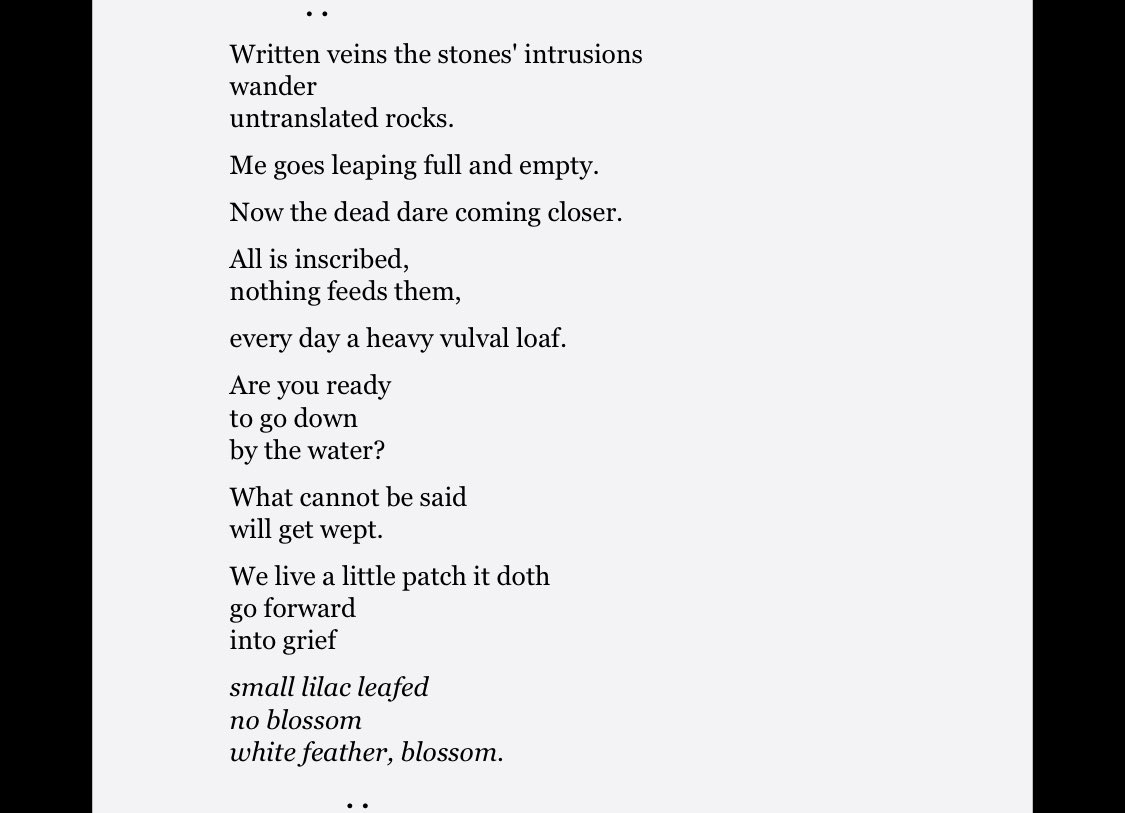 . .
Written veins the stones' intrusions
wander
untranslated rocks.
Me goes leaping full and empty.
Now the dead dare coming closer.
All is inscribed,
nothing feeds them,
every day a heavy vulval loaf.
Are you ready
to go down
by the water?
What cannot be said
will get wept.
We live a little patch it doth
go forward
into grief
small lilac leafed
no blossom
white feather, blossom.
. .